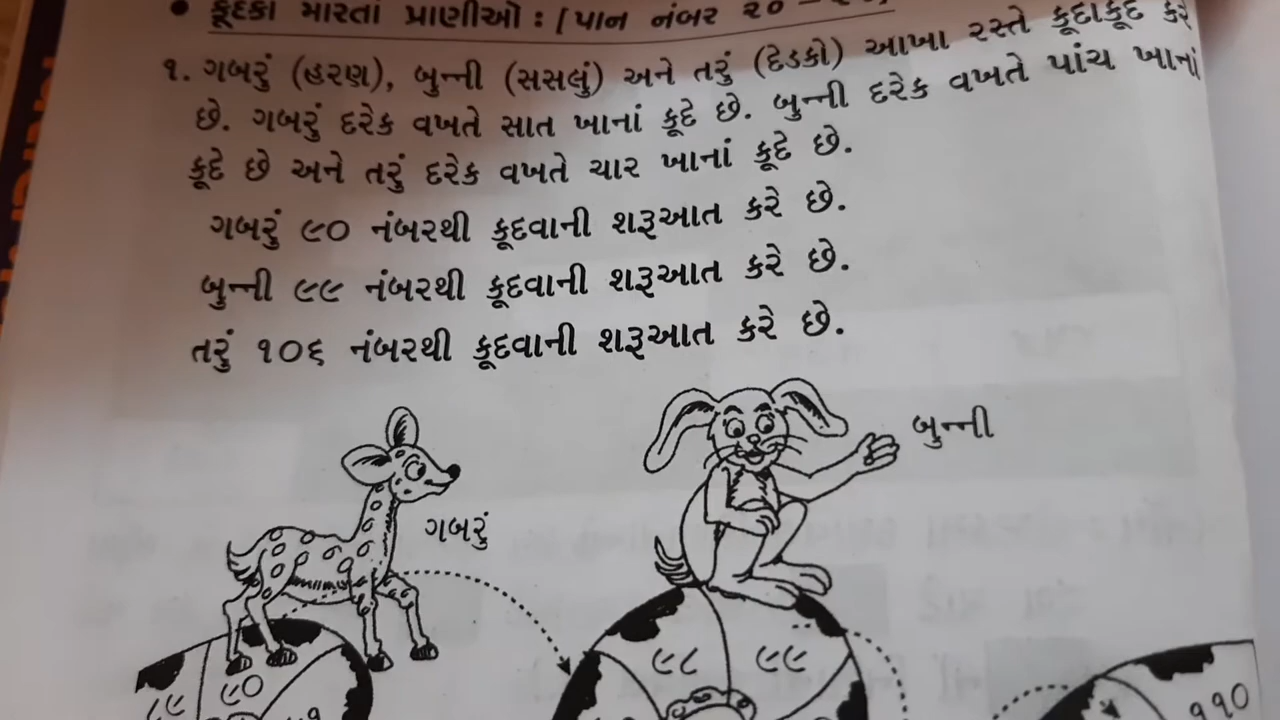 કૂદકા મારતાં પ્રાણીઓ : [પાન નંબર ૨૦ –
૧. ગબરું (હરણ), બુન્ની (સસલું) અને તરું (દેડકો) આખા રસ્તે કૂદાકૂદ કરે
છે. ગબરું દરેક વખતે સાત ખાનાં કૂદે છે. બુન્ની દરેક વખતે પાંચ ખાનાં
કૂદે છે અને તરું દરેક વખતે ચાર ખાનાં કૂદે છે.
ગબરું ૯૦ નંબરથી કૂદવાની શરૂઆત કરે છે.
બુન્ની ૯૯ નંબરથી કૂદવાની શરૂઆત કરે છે.
તરું ૧૦૬ નંબરથી કૂદવાની શરૂઆત કરે છે.
બુન્ની
ગબરું
૯૮ ૯૯
૮૯ ૯૦
૧૧૦